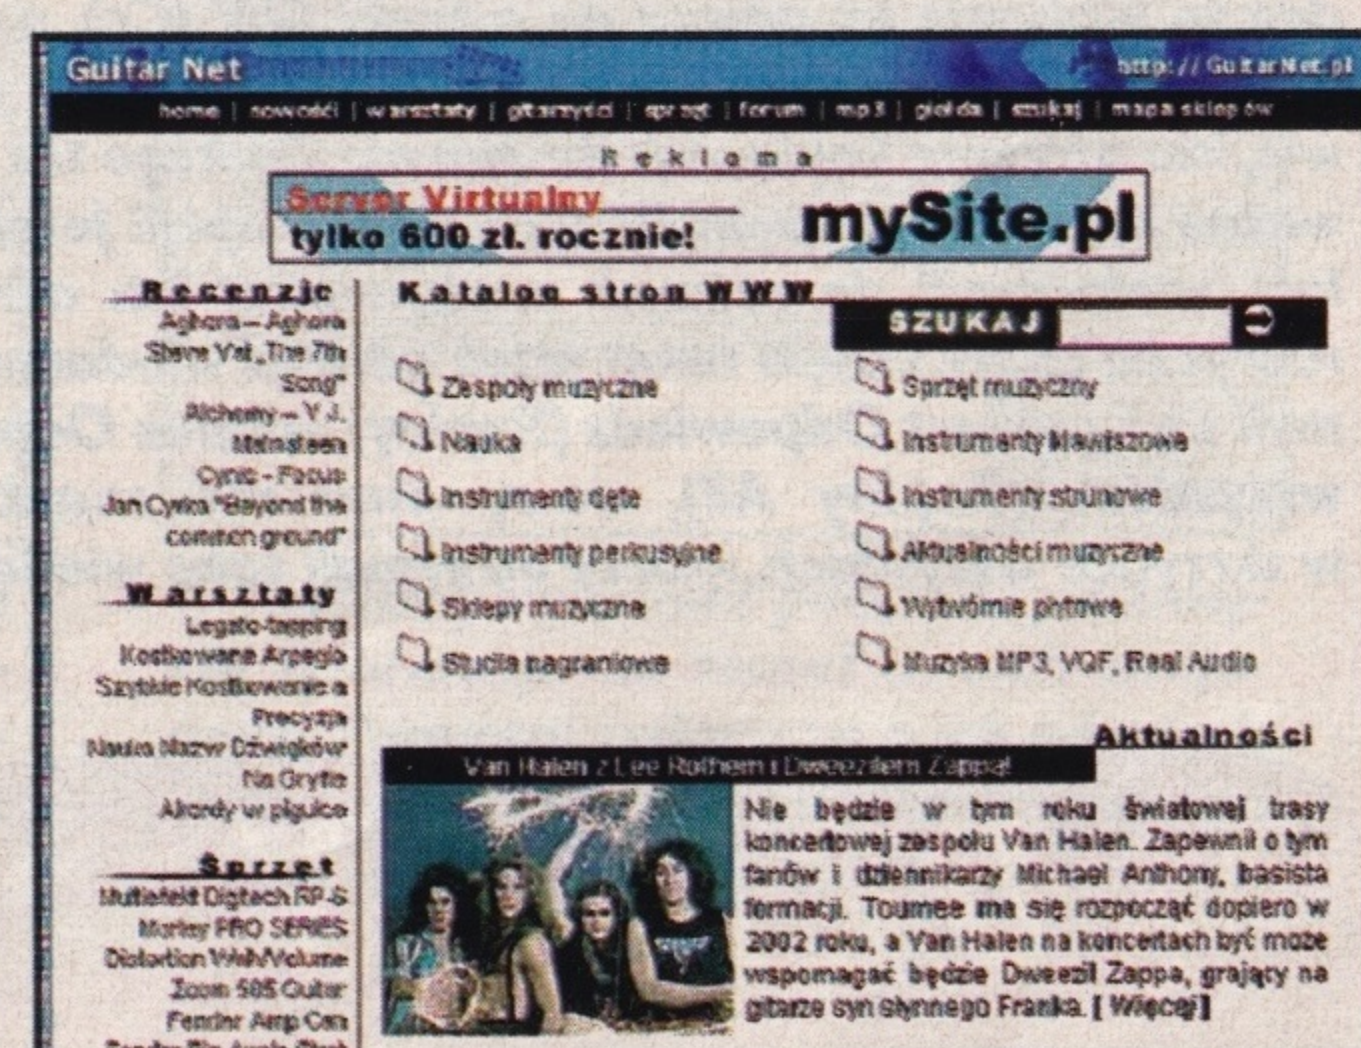 Guitar Net
http://GuitarNet.pl
home | nowości | warsztaty | gitarzyści | sprzęt | forum | mp3 | giełda | szukaj | mapa sklepów
Reklama
Server Virtualny
tylko 600 zł. rocznie!
mySite.pl
Recenzje
Aghora – Aghora
Steve Vai „The 7th
Song"
Alchemy – Y J.
Malmsteen
Cynic - Focus
Jan Cyrka "Beyond the
common ground"
Warsztaty
Legato-tapping
Kostkowane Arpegio
Szybkie Kostkowanie a
Precyzja
Nauka Nazw Dźwięków
Na Gryfie
Akordy w pigułce
Sprzęt
Multiefekt Digtech RP-6
Morley PRO SERIES
Distortion Wah/Volume
Zoom 505 Guitar
Fender Amp Can
Katalog stron WWW
SZUKAJ
Zespoły muzyczne
Nauka
Instrumenty dęte
Instrumenty perkusyjne
Sklepy muzyczne
Studia nagraniowe
Sprzęt muzyczny
Instrumenty klawiszowe
Instrumenty strunowe
Aktualności muzyczne
Wytwórnie płytowe
Muzyka MP3, VQF, Real Audio
Aktualności
Van Halen z Lee Rothem i Dweezilem Zappą!
Nie będzie w tym roku światowej trasy
koncertowej zespołu Van Halen. Zapewnił o tym
fanów i dziennikarzy Michael Anthony, basista
formacji. Tournee ma się rozpocząć dopiero w
2002 roku, a Van Halen na koncertach być może
wspomagać będzie Dweezil Zappa, grający na
gitarze syn słynnego Franka. [ Więcej ]